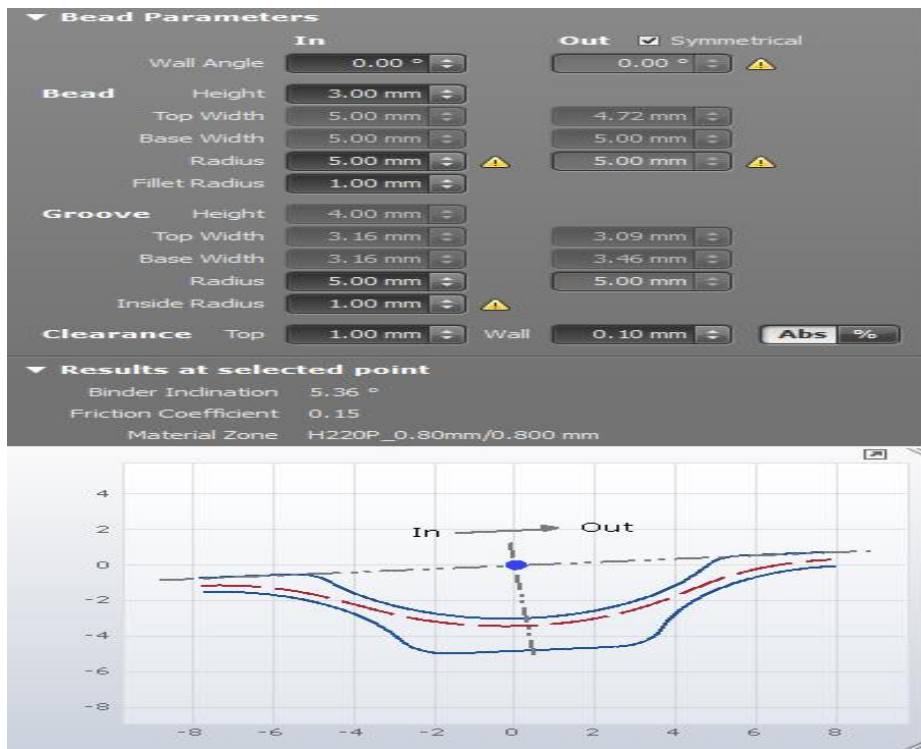 Bead Parameters
In Out Symmetrical
Wall Angle 0.00 ° 0.00 °
Bead Height 3.00 mm
Top Width 5.00 mm 4.72 mm
Base Width 5.00 mm 5.00 mm
Radius 5.00 mm 5.00 mm
Fillet Radius 1.00 mm
Groove Height 4.00 mm
Top Width 3.16 mm 3.09 mm
Base Width 3.16 mm 3.46 mm
Radius 5.00 mm 5.00 mm
Inside Radius 1.00 mm
Clearance Top 1.00 mm Wall 0.10 mm Abs %
Results at selected point
Binder Inclination 5.36 °
Friction Coefficient 0.15
Material Zone H220P_0.80mm/0.800 mm
4
2
In Out
0
-2
-4
-6
-8
-8 -6 -4 -2 0 2 4 6 8